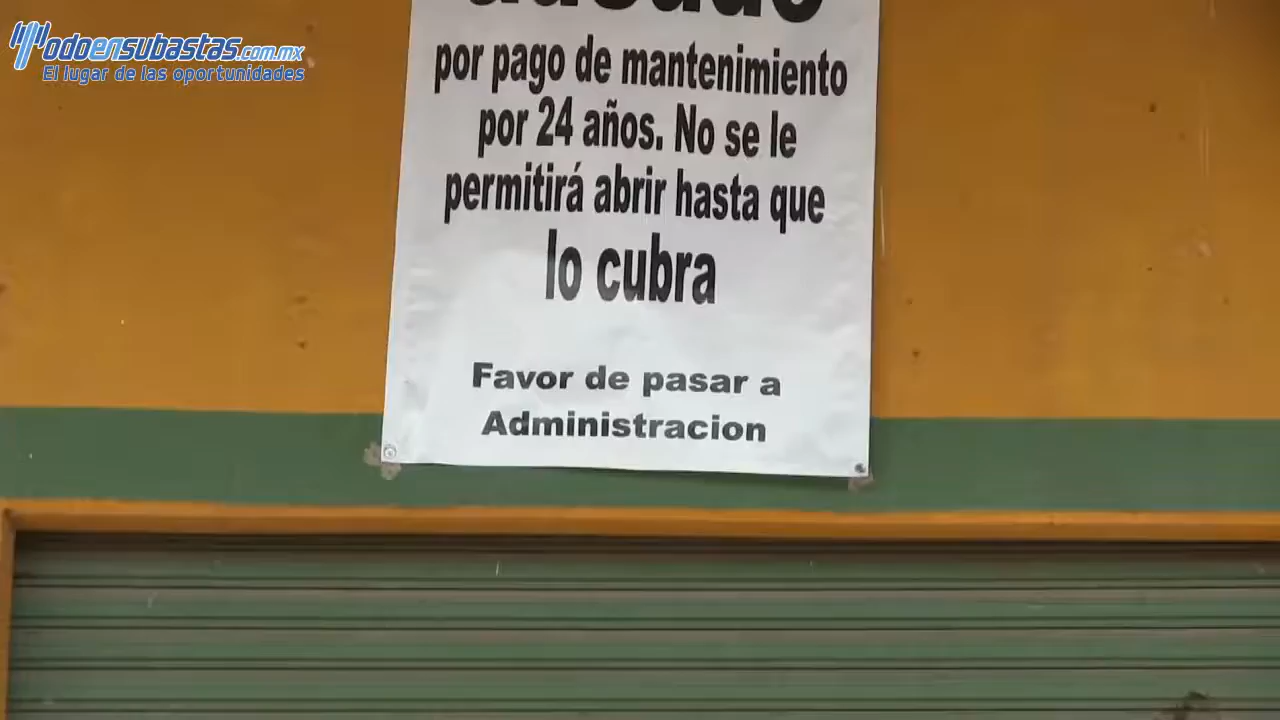 Todoensubastas.com.mx
El lugar de las oportunidades
por pago de mantenimiento
por 24 años. No se le
permitirá abrir hasta que
lo cubra
Favor de pasar a
Administracion